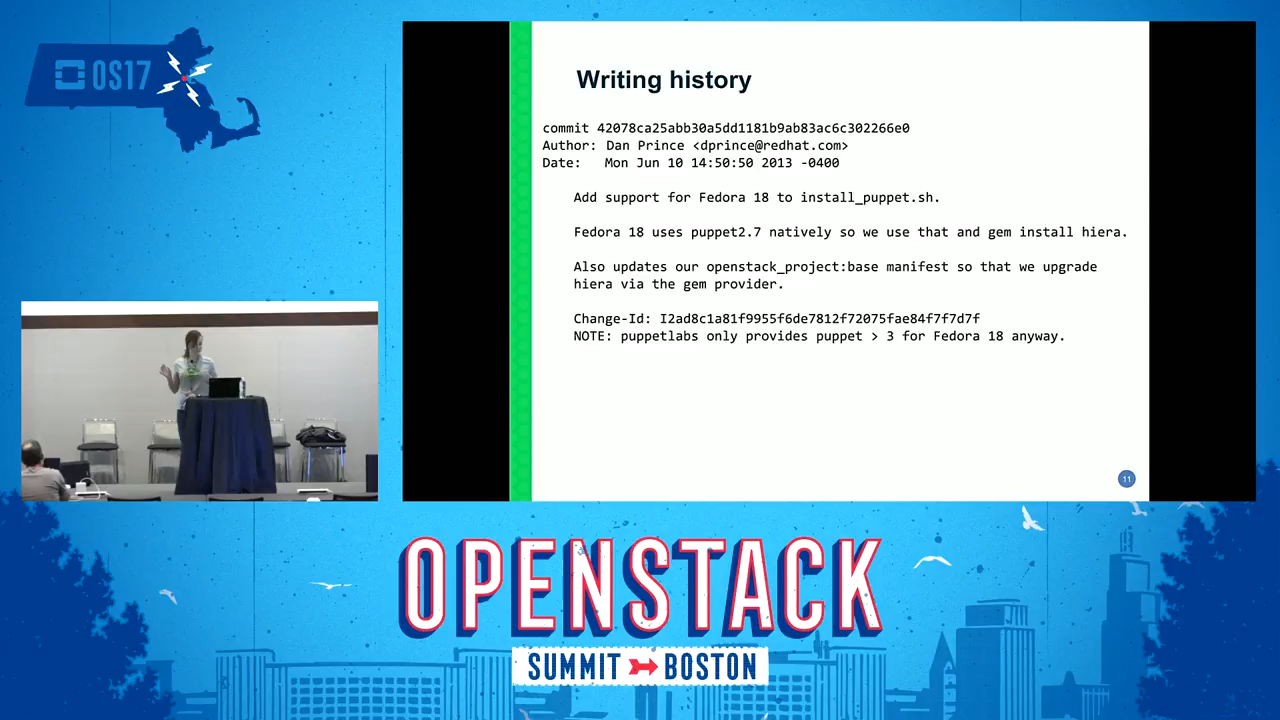 OS17
Writing history
commit 42078ca25abb30a5dd1181b9ab83ac6c302266e0
Author: Dan Prince <dprince@redhat.com>
Date:   Mon Jun 10 14:50:50 2013 -0400
Add support for Fedora 18 to install_puppet.sh.
Fedora 18 uses puppet2.7 natively so we use that and gem install hiera.
Also updates our openstack_project:base manifest so that we upgrade
hiera via the gem provider.
Change-Id: I2ad8c1a81f9955f6de7812f72075fae84f7f7d7f
NOTE: puppetlabs only provides puppet > 3 for Fedora 18 anyway.
11
OPENSTACK
SUMMIT BOSTON